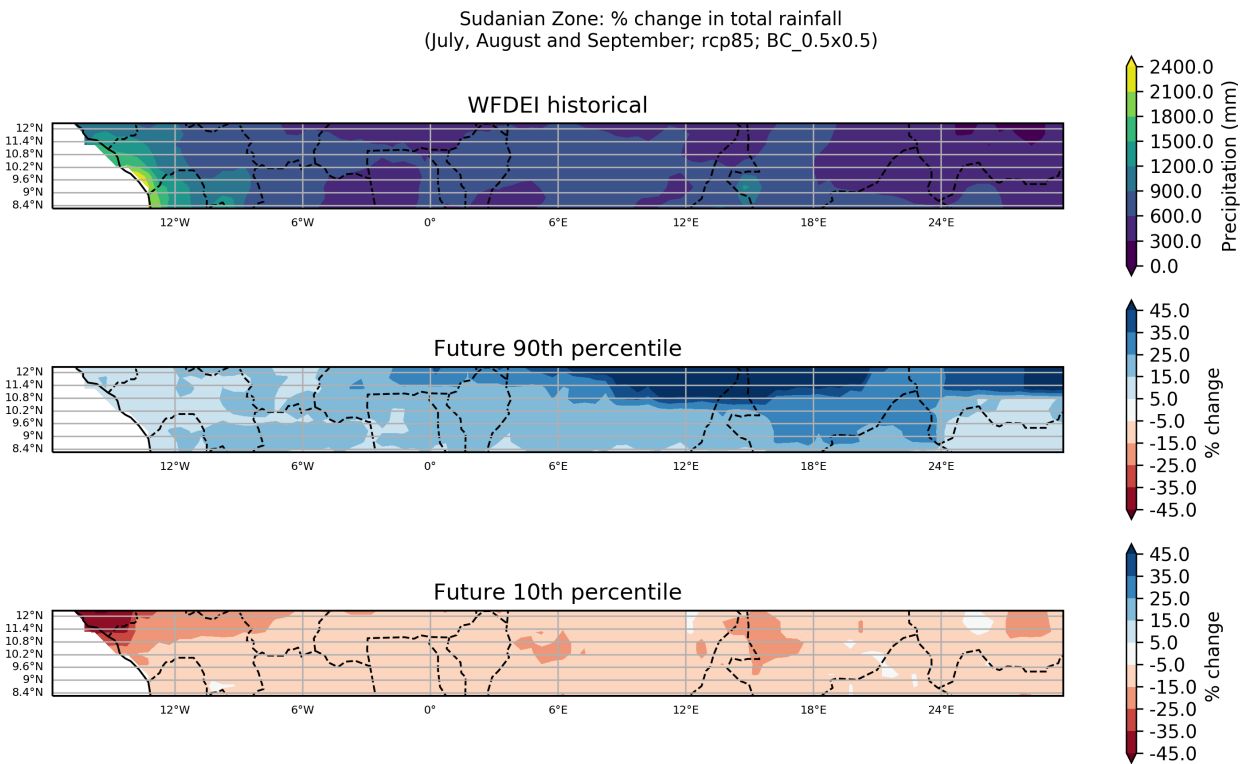 Sudanian Zone: % change in total rainfall
(July, August and September; rcp85; BC_0.5x0.5)
WFDEI historical
12°N
11.4°N
10.8°N
10.2°N
9.6°N
9°N
8.4°N
12°W
6°W
0°
6°E
12°E
18°E
24°E
2400.0
2100.0
1800.0
1500.0
1200.0
900.0
600.0
300.0
0.0
Precipitation (mm)
Future 90th percentile
12°N
11.4°N
10.8°N
10.2°N
9.6°N
9°N
8.4°N
12°W
6°W
0°
6°E
12°E
18°E
24°E
45.0
35.0
25.0
15.0
5.0
-5.0
-15.0
-25.0
-35.0
-45.0
% change
Future 10th percentile
12°N
11.4°N
10.8°N
10.2°N
9.6°N
9°N
8.4°N
12°W
6°W
0°
6°E
12°E
18°E
24°E
45.0
35.0
25.0
15.0
5.0
-5.0
-15.0
-25.0
-35.0
-45.0
% change